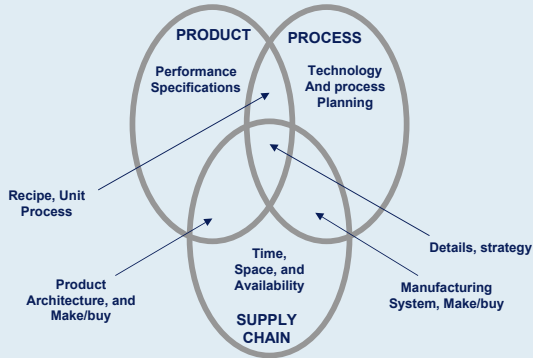 PRODUCT
PROCESS
Performance
Specifications
Technology
And process
Planning
Recipe, Unit
Process
Details, strategy
Time,
Space, and
Availability
Product
Architecture, and
Make/buy
Manufacturing
System, Make/buy
SUPPLY
CHAIN